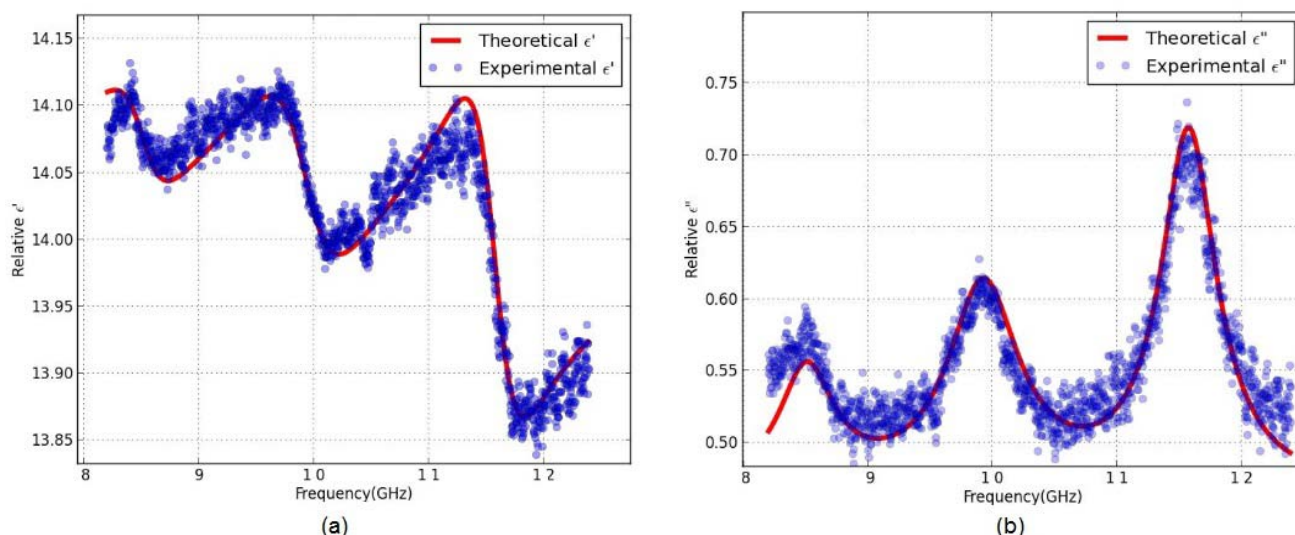 14.15
14.10
14.05
14.00
13.95
13.90
13.85
Relative ϵ'
8 9 10 11 12
Frequency(GHz)
Theoretical ϵ'
Experimental ϵ'
(a)
0.75
0.70
0.65
0.60
0.55
0.50
Relative ϵ"
8 9 10 11 12
Frequency(GHz)
Theoretical ϵ"
Experimental ϵ"
(b)